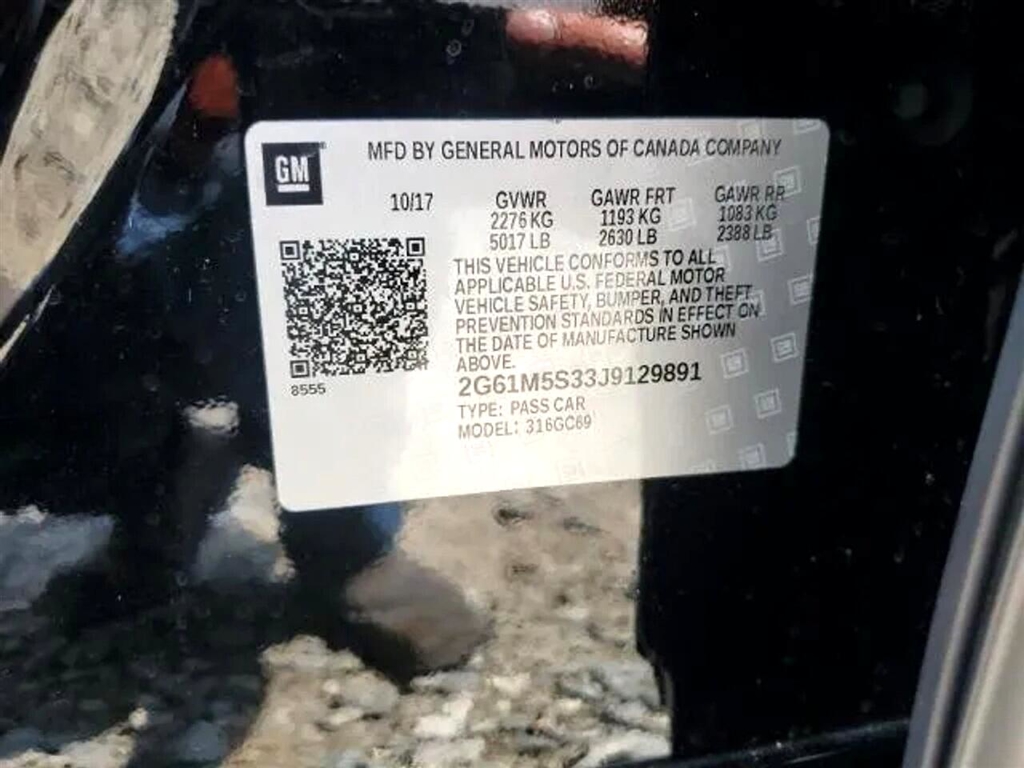 GM
MFD BY GENERAL MOTORS OF CANADA COMPANY
10/17 GVWR GAWR FRT GAWR RR
2276 KG 1193 KG 1083 KG
5017 LB 2630 LB 2388 LB
THIS VEHICLE CONFORMS TO ALL
APPLICABLE U.S. FEDERAL MOTOR
VEHICLE SAFETY, BUMPER, AND THEFT
PREVENTION STANDARDS IN EFFECT ON
THE DATE OF MANUFACTURE SHOWN
ABOVE.
8555
2G61M5S33J9129891
TYPE: PASS CAR
MODEL: 316GC69